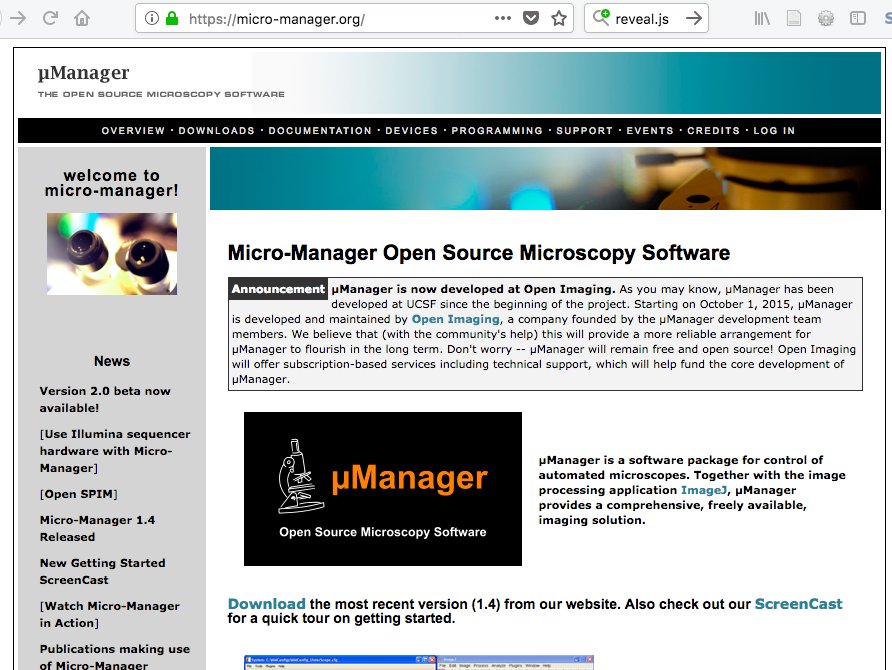 https://micro-manager.org/
reveal.js
µManager
THE OPEN SOURCE MICROSCOPY SOFTWARE
OVERVIEW · DOWNLOADS · DOCUMENTATION · DEVICES · PROGRAMMING · SUPPORT · EVENTS · CREDITS · LOG IN
welcome to
micro-manager!
News
Version 2.0 beta now
available!
[Use Illumina sequencer
hardware with Micro-
Manager]
[Open SPIM]
Micro-Manager 1.4
Released
New Getting Started
ScreenCast
[Watch Micro-Manager
in Action]
Publications making use
of Micro-Manager
Micro-Manager Open Source Microscopy Software
Announcement µManager is now developed at Open Imaging. As you may know, µManager has been
developed at UCSF since the beginning of the project. Starting on October 1, 2015, µManager
is developed and maintained by Open Imaging, a company founded by the µManager development team
members. We believe that (with the community's help) this will provide a more reliable arrangement for
µManager to flourish in the long term. Don't worry -- µManager will remain free and open source! Open Imaging
will offer subscription-based services including technical support, which will help fund the core development of
µManager.
µManager
Open Source Microscopy Software
µManager is a software package for control of
automated microscopes. Together with the image
processing application ImageJ, µManager
provides a comprehensive, freely available,
imaging solution.
Download the most recent version (1.4) from our website. Also check out our ScreenCast
for a quick tour on getting started.
File Edit Image Process Analyze Plugins Window Help